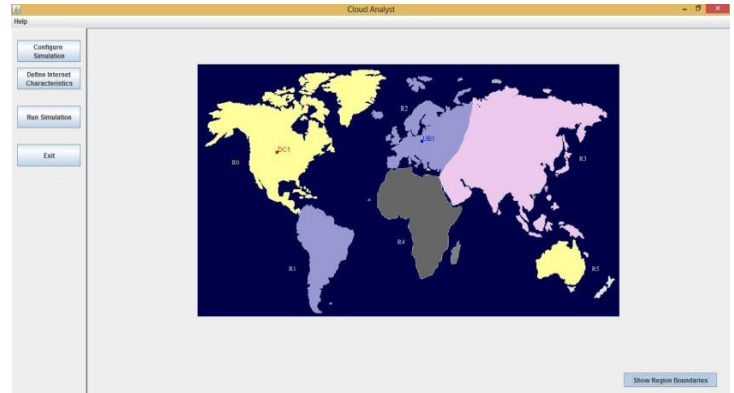 Cloud Analyst
Help
Configure
Simulation
Define Internet
Characteristics
Run Simulation
Exit
R0
DC1
R2
UB1
R3
R4
R1
R5
Show Region Boundaries